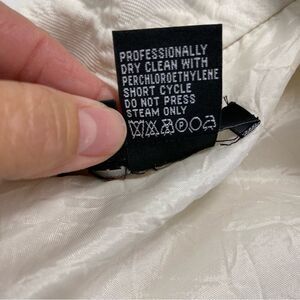 PROFESSIONALLY
DRY CLEAN WITH
PERCHLOROETHYLENE
SHORT CYCLE
DO NOT PRESS
STEAM ONLY